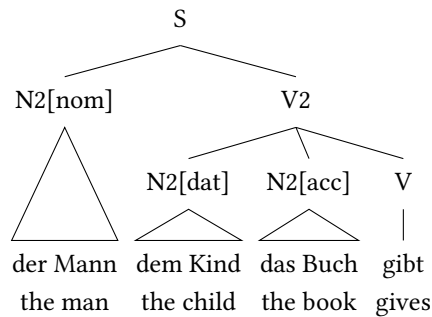 S
N2[nom] V2
N2[dat] N2[acc] V
der Mann dem Kind das Buch gibt
the man the child the book gives